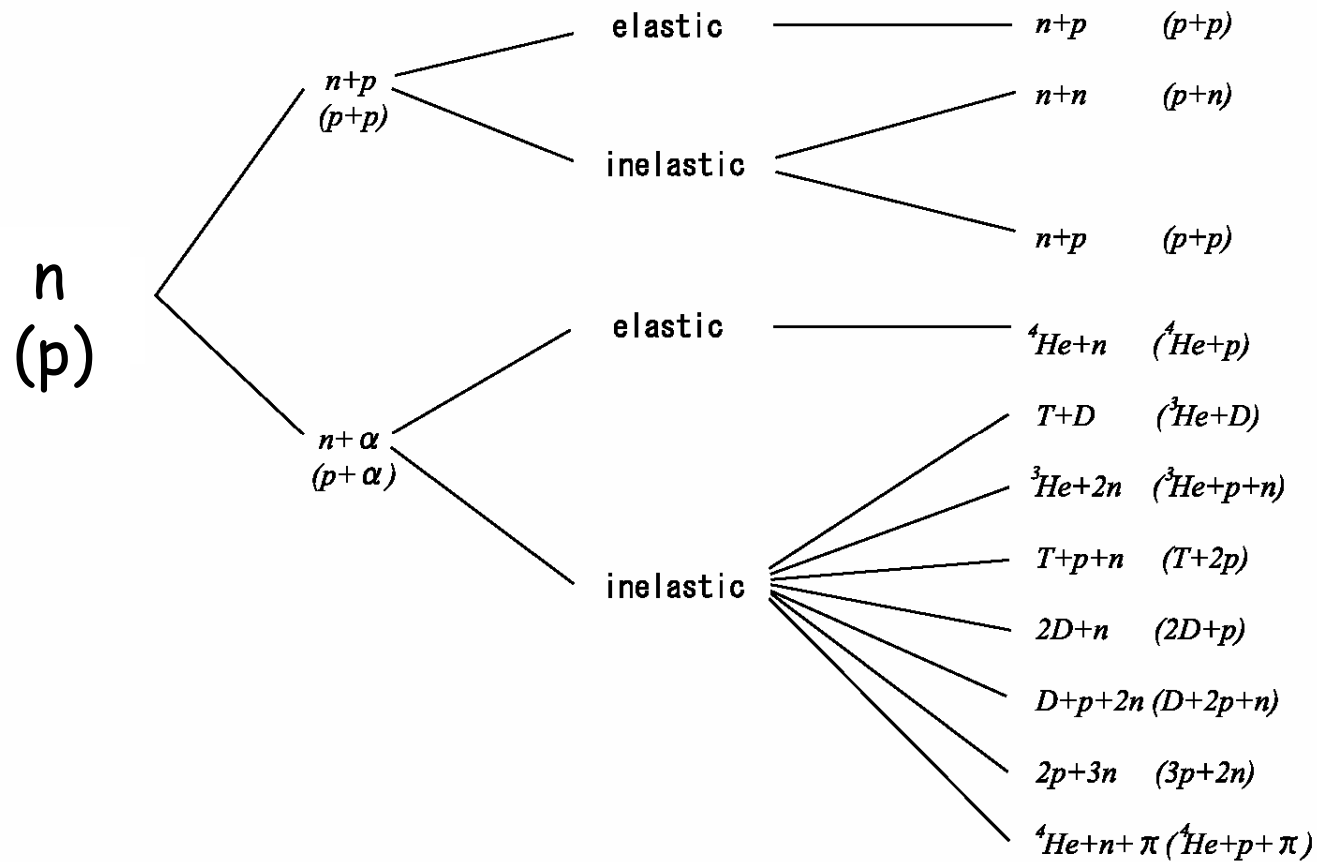 n
(p)
n+p
(p+p)
n+α
(p+α)
elastic
inelastic
elastic
inelastic
n+p (p+p)
n+n (p+n)
n+p (p+p)
⁴He+n (⁴He+p)
T+D (³He+D)
³He+2n (³He+p+n)
T+p+n (T+2p)
2D+n (2D+p)
D+p+2n (D+2p+n)
2p+3n (3p+2n)
⁴He+n+π (⁴He+p+π)